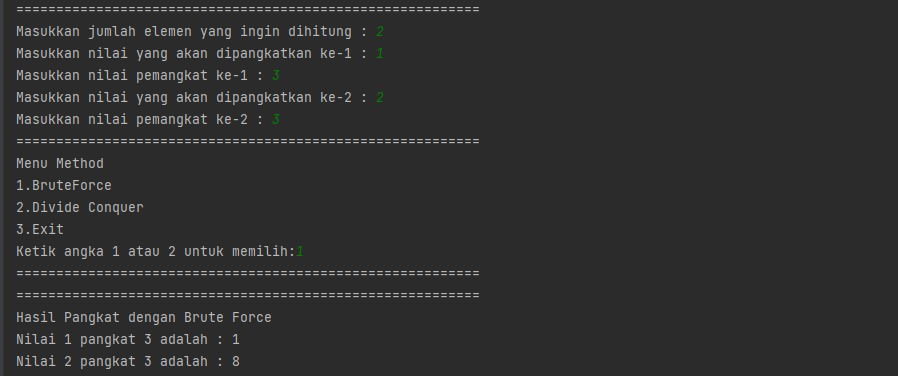 ==========================================================
Masukkan jumlah elemen yang ingin dihitung : 2
Masukkan nilai yang akan dipangkatkan ke-1 : 1
Masukkan nilai pemangkat ke-1 : 3
Masukkan nilai yang akan dipangkatkan ke-2 : 2
Masukkan nilai pemangkat ke-2 : 3
==========================================================
Menu Method
1.BruteForce
2.Divide Conquer
3.Exit
Ketik angka 1 atau 2 untuk memilih:1
==========================================================
==========================================================
Hasil Pangkat dengan Brute Force
Nilai 1 pangkat 3 adalah : 1
Nilai 2 pangkat 3 adalah : 8